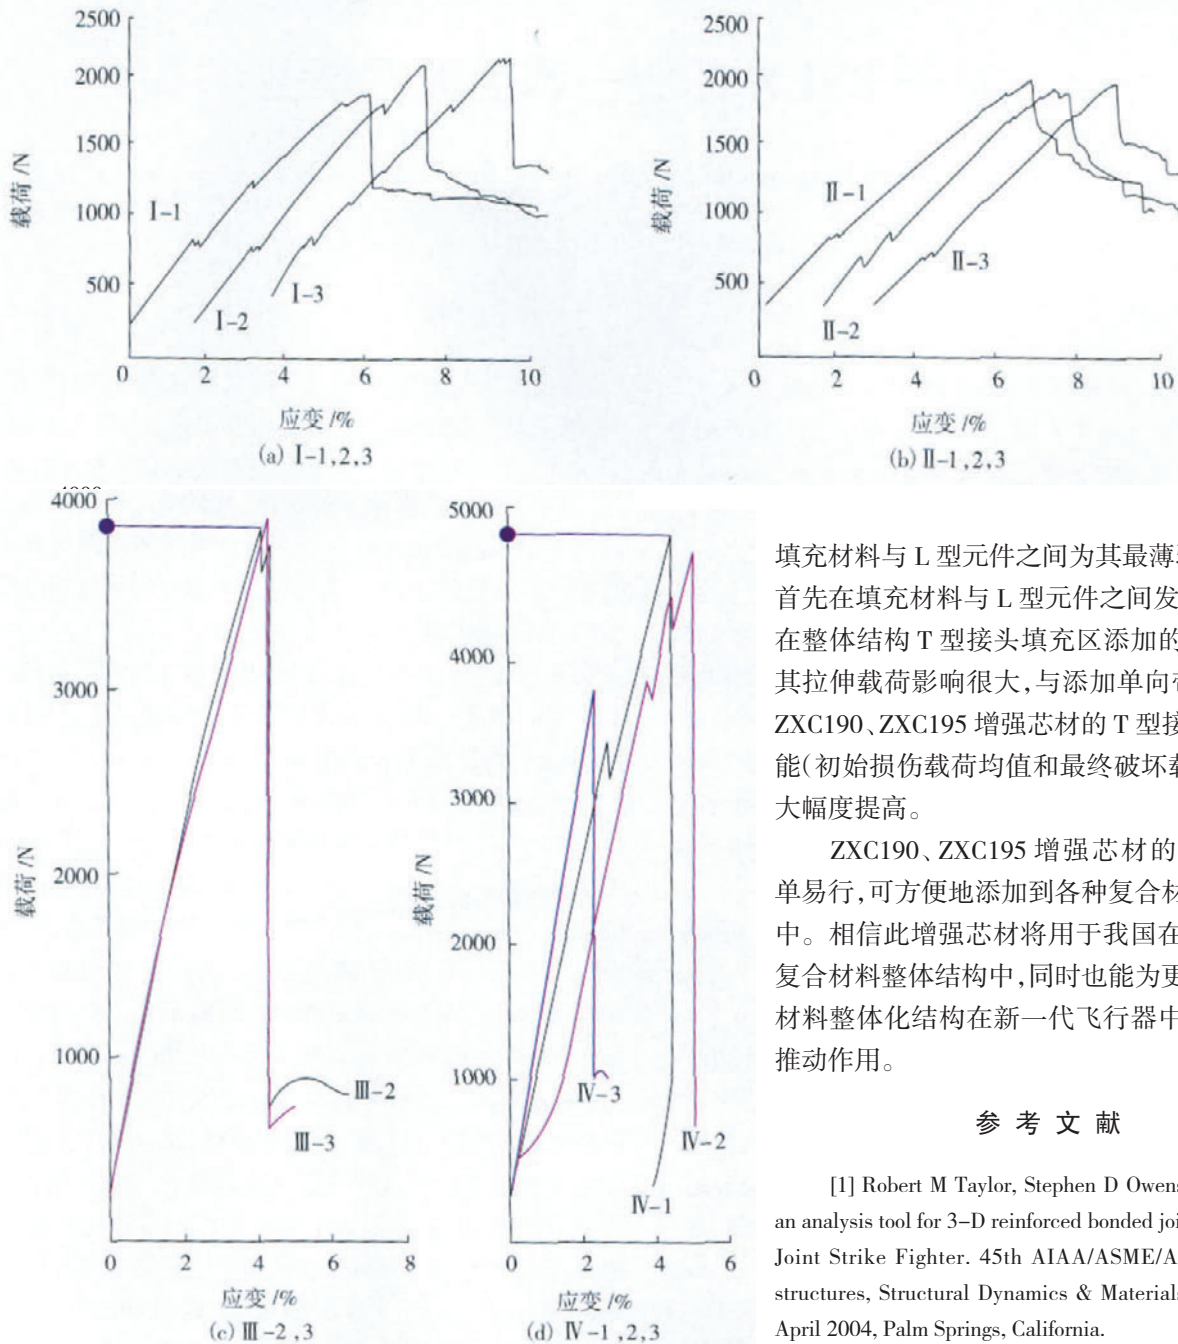 2500
2000
1500
1000
500
载荷 /N
I-1
I-2
I-3
0 2 4 6 8 10
应变 /%
(a) I-1,2,3
2500
2000
1500
1000
500
载荷 /N
II-1
II-2
II-3
0 2 4 6 8 10
应变 /%
(b) II-1,2,3
4000
3000
2000
1000
载荷 /N
III-2
III-3
0 2 4 6 8
应变 /%
(c) III-2,3
5000
4000
3000
2000
1000
载荷 /N
IV-3
IV-2
IV-1
0 2 4 6
应变 /%
(d) IV-1,2,3
填充材料与 L 型元件之间为其最薄
首先在填充材料与 L 型元件之间发
在整体结构 T 型接头填充区添加的
其拉伸载荷影响很大,与添加单向
ZXC190、ZXC195 增强芯材的 T 型接
能(初始损伤载荷均值和最终破坏载
大幅度提高。
ZXC190、ZXC195 增强芯材的
单易行,可方便地添加到各种复合材
中。相信此增强芯材将用于我国在
复合材料整体结构中,同时也能为更
材料整体化结构在新一代飞行器中
推动作用。
参 考 文 献
[1] Robert M Taylor, Stephen D Owens
an analysis tool for 3-D reinforced bonded joi
Joint Strike Fighter. 45th AIAA/ASME/A
structures, Structural Dynamics & Materials
April 2004, Palm Springs, California.